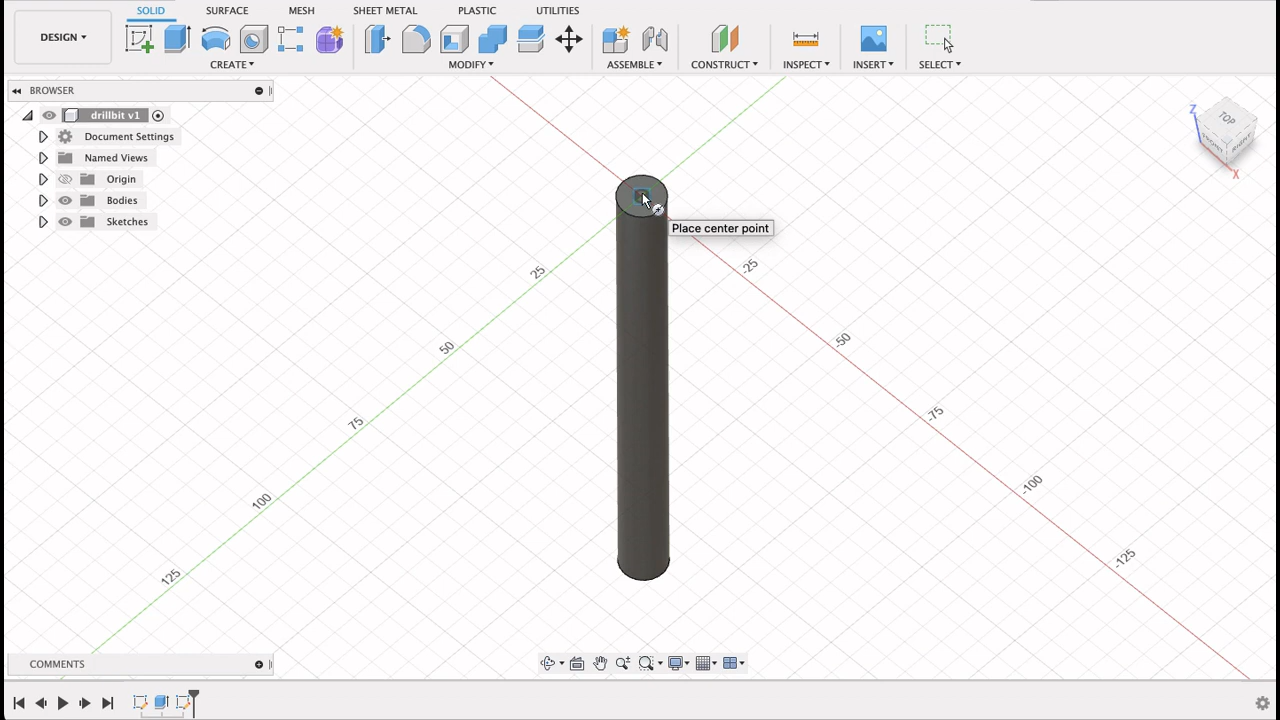 SOLID SURFACE MESH SHEET METAL PLASTIC UTILITIES
DESIGN
CREATE MODIFY ASSEMBLE CONSTRUCT INSPECT INSERT SELECT
BROWSER
drillbit v1
Document Settings
Named Views
Origin
Bodies
Sketches
Place center point
TOP
FRONT
RIGHT
Z
X
25
50
75
100
125
-25
-50
-75
-100
-125
COMMENTS